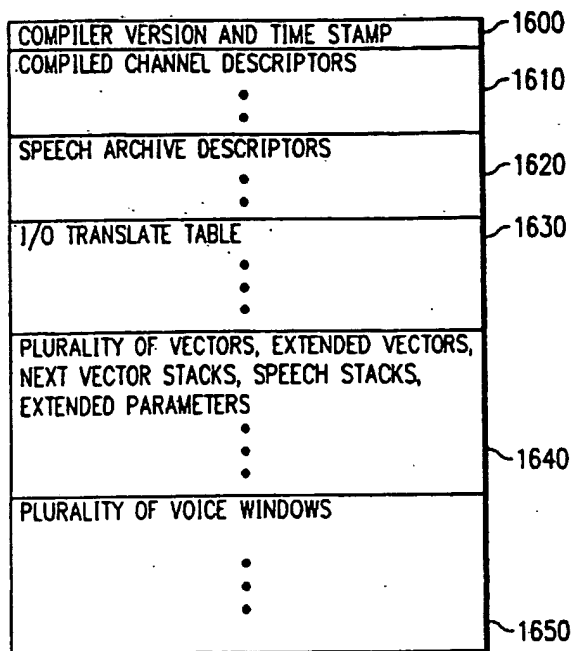 COMPILER VERSION AND TIME STAMP
1600
COMPILED CHANNEL DESCRIPTORS
1610
SPEECH ARCHIVE DESCRIPTORS
1620
I/O TRANSLATE TABLE
1630
PLURALITY OF VECTORS, EXTENDED VECTORS,
NEXT VECTOR STACKS, SPEECH STACKS,
EXTENDED PARAMETERS
1640
PLURALITY OF VOICE WINDOWS
1650